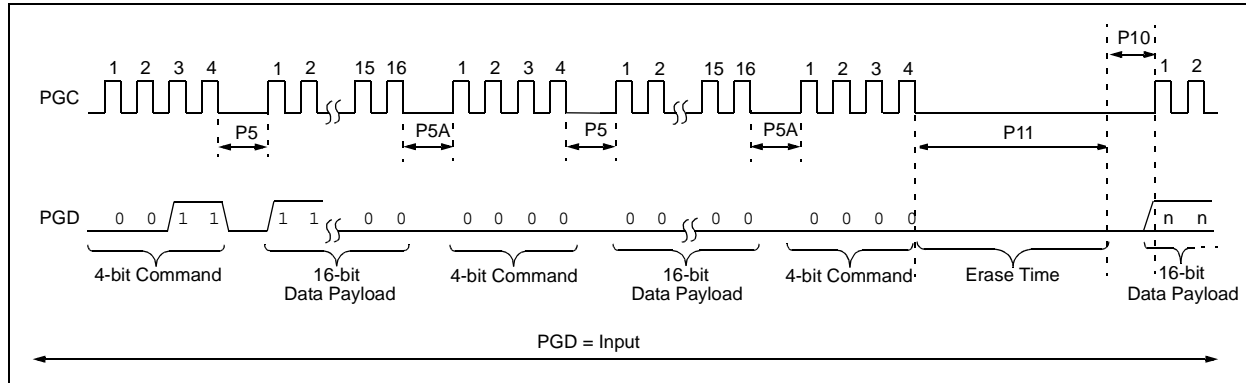 P10
1 2 3 4 1 2 15 16 1 2 3 4 1 2 15 16 1 2 3 4 1 2
PGC
P5 P5A P5 P5A P11
PGD 0 0 1 1 1 1 0 0 0 0 0 0 0 0 0 0 0 0 0 0 n n
4-bit Command 16-bit Data Payload 4-bit Command 16-bit Data Payload 4-bit Command Erase Time 16-bit Data Payload
PGD = Input